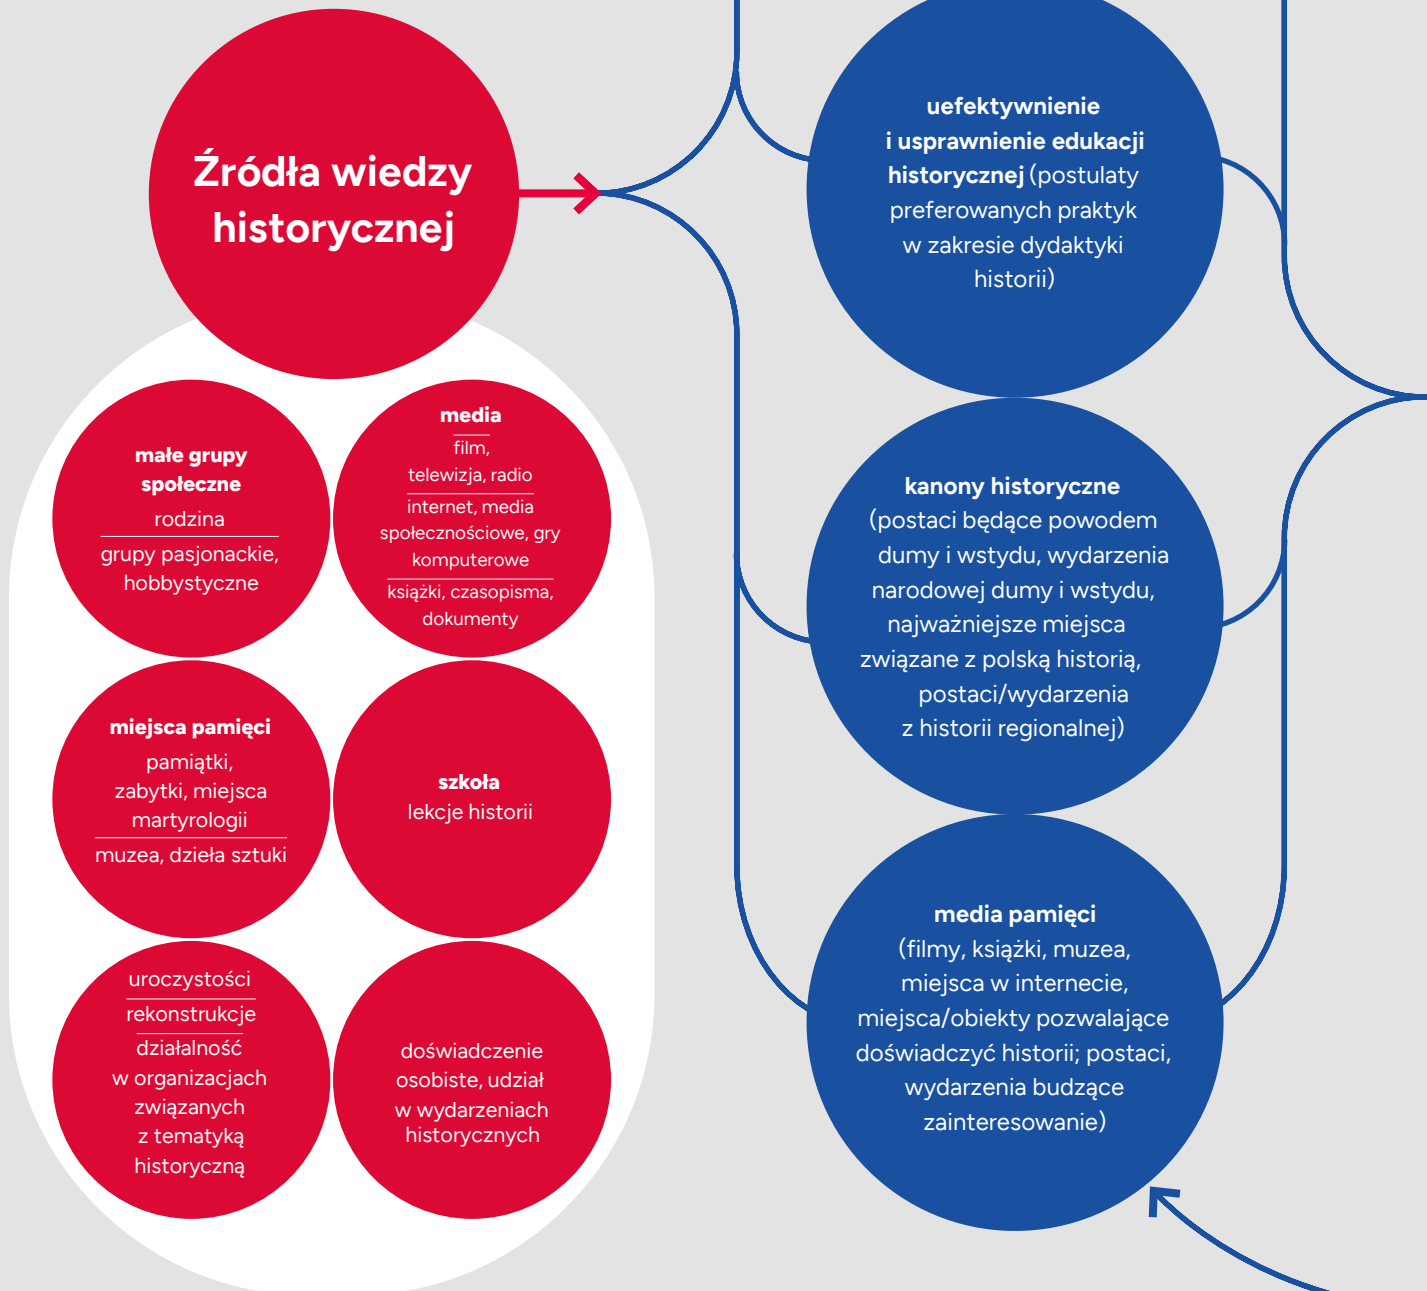 Źródła wiedzy
historycznej
małe grupy
społeczne
rodzina
grupy pasjonackie,
hobbystyczne
media
film,
telewizja, radio
internet, media
społecznościowe, gry
komputerowe
książki, czasopisma,
dokumenty
miejsca pamięci
pamiątki,
zabytki, miejsca
martyrologii
muzea, dzieła sztuki
szkoła
lekcje historii
uroczystości
rekonstrukcje
działalność
w organizacjach
związanych
z tematyką
historyczną
doświadczenie
osobiste, udział
w wydarzeniach
historycznych
uefektywnienie
i usprawnienie edukacji
historycznej (postulaty
preferowanych praktyk
w zakresie dydaktyki
historii)
kanony historyczne
(postaci będące powodem
dumy i wstydu, wydarzenia
narodowej dumy i wstydu,
najważniejsze miejsca
związane z polską historią,
postaci/wydarzenia
z historii regionalnej)
media pamięci
(filmy, książki, muzea,
miejsca w internecie,
miejsca/obiekty pozwalające
doświadczyć historii; postaci,
wydarzenia budzące
zainteresowanie)